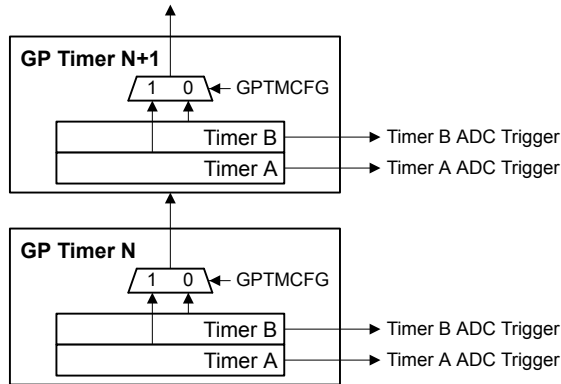 GP Timer N+1
1 0 GPTMCFG
Timer B Timer B ADC Trigger
Timer A Timer A ADC Trigger
GP Timer N
1 0 GPTMCFG
Timer B Timer B ADC Trigger
Timer A Timer A ADC Trigger